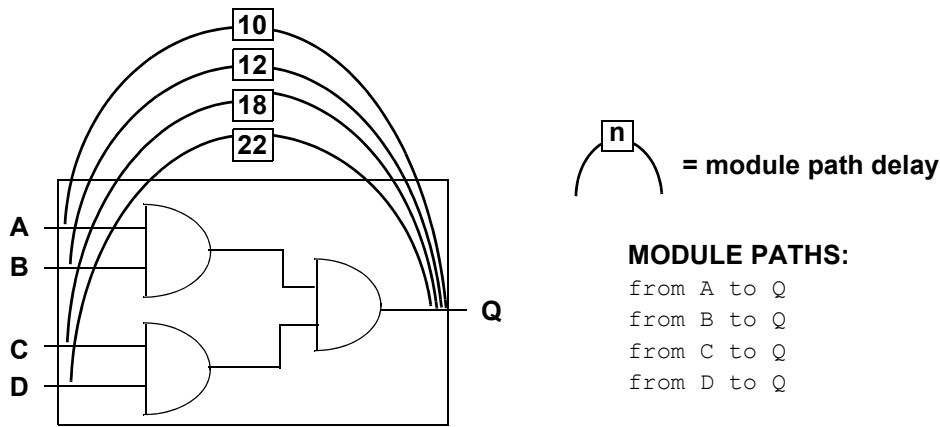 10
12
18
22
n
= module path delay
A
B
C
D
Q
MODULE PATHS:
from A to Q
from B to Q
from C to Q
from D to Q